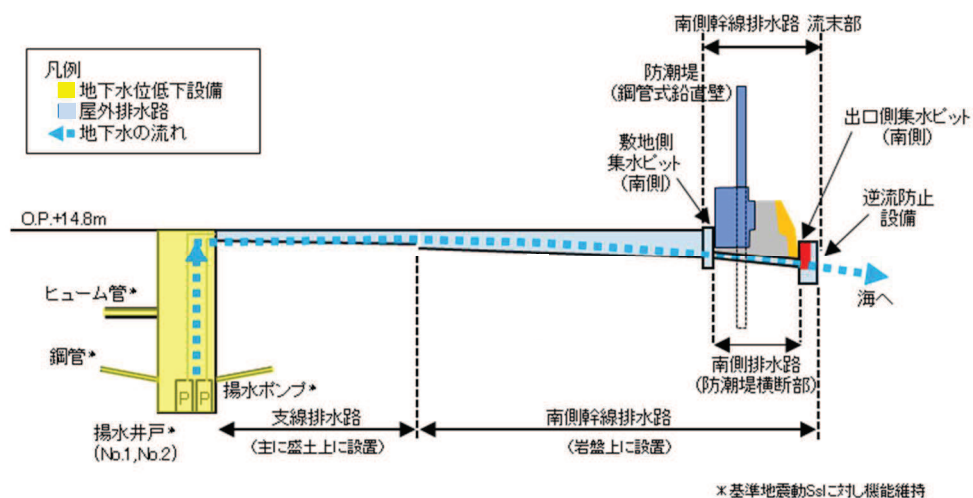 南側幹線排水路 流末部
凡例
地下水位低下設備
屋外排水路
地下水の流れ
防潮堤
(鋼管式鉛直壁)
敷地側
集水ピット
(南側)
出口側集水ピット
(南側)
逆流防止
設備
O.P.+14.8m
海へ
ヒューム管*
鋼管*
P P
揚水ポンプ*
揚水井戸*
(No.1,No.2)
南側排水路
(防潮堤横断部)
支線排水路
〈主に盛土上に設置〉
南側幹線排水路
〈岩盤上に設置〉
*基準地震動Ssに対し機能維持